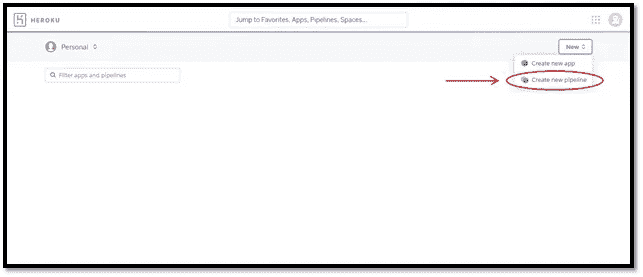 HEROKU
Jump to Favorites, Apps, Pipelines, Spaces...
Personal
New
Create new app
Filter apps and pipelines
Create new pipeline